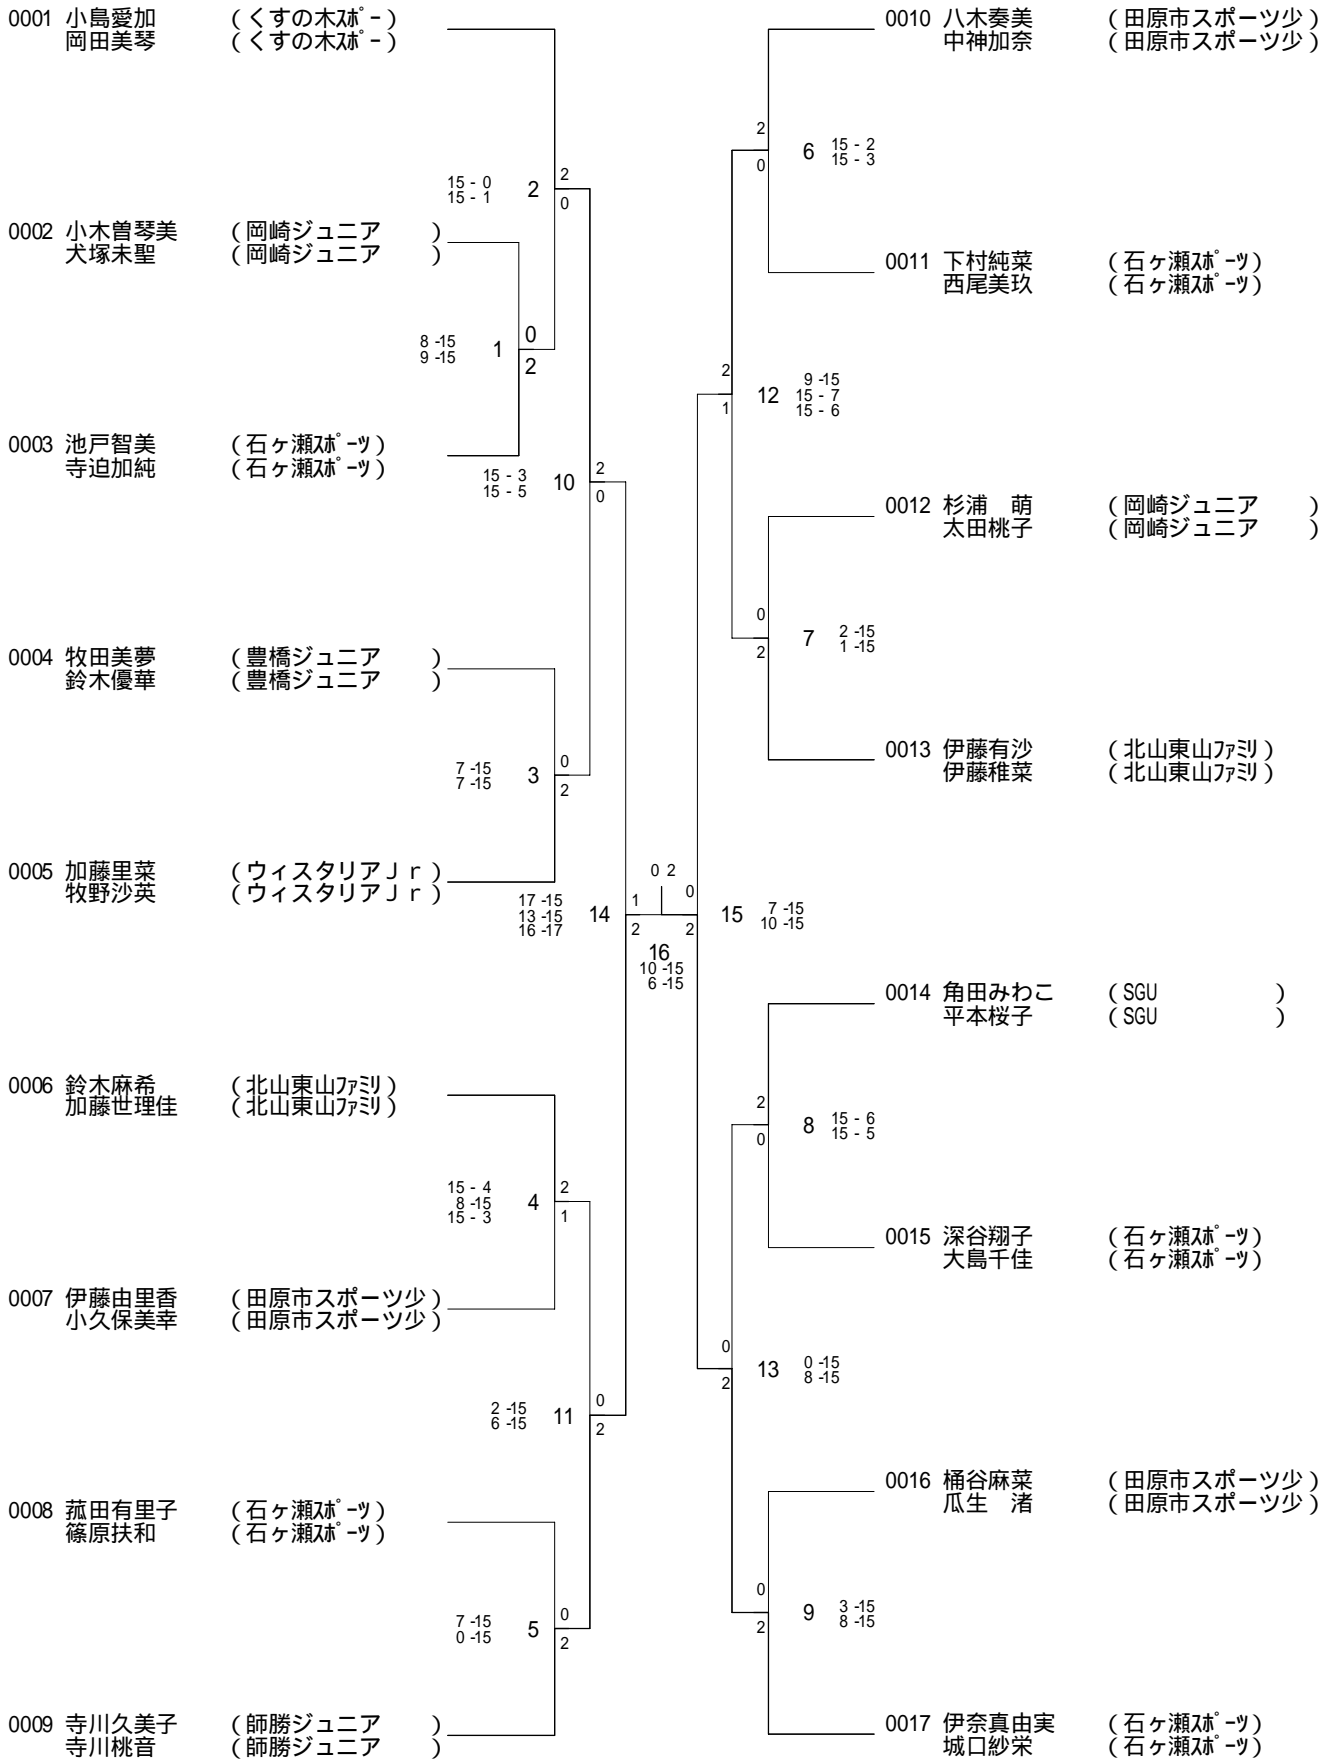 0001 小島愛加 (くすの木ｽﾎﾟｰ)
岡田美琴 (くすの木ｽﾎﾟｰ)
15 - 0
15 - 1
2
2
0
0002 小木曽琴美 (岡崎ジュニア )
犬塚未聖 (岡崎ジュニア )
8 -15
9 -15
1
0
2
0003 池戸智美 (石ヶ瀬ｽﾎﾟｰﾂ)
寺迫加純 (石ヶ瀬ｽﾎﾟｰﾂ)
15 - 3
15 - 5
10
2
0
0004 牧田美夢 (豊橋ジュニア )
鈴木優華 (豊橋ジュニア )
7 -15
7 -15
3
0
2
0005 加藤里菜 (ウィスタリアＪｒ)
牧野沙英 (ウィスタリアＪｒ)
17 -15
13 -15
16 -17
14
1
2
0006 鈴木麻希 (北山東山ﾌｧﾐﾘ)
加藤世理佳 (北山東山ﾌｧﾐﾘ)
15 - 4
8 -15
15 - 3
4
2
1
0007 伊藤由里香 (田原市スポーツ少)
小久保美幸 (田原市スポーツ少)
2 -15
6 -15
11
0
2
0008 菰田有里子 (石ヶ瀬ｽﾎﾟｰﾂ)
篠原扶和 (石ヶ瀬ｽﾎﾟｰﾂ)
7 -15
0 -15
5
0
2
0009 寺川久美子 (師勝ジュニア )
寺川桃音 (師勝ジュニア )
0 2
16
10 -15
6 -15
0010 八木奏美 (田原市スポーツ少)
中神加奈 (田原市スポーツ少)
2
0
6
15 - 2
15 - 3
0011 下村純菜 (石ヶ瀬ｽﾎﾟｰﾂ)
西尾美玖 (石ヶ瀬ｽﾎﾟｰﾂ)
2
1
12
9 -15
15 - 7
15 - 6
0012 杉浦　萌 (岡崎ジュニア )
太田桃子 (岡崎ジュニア )
0
2
7
2 -15
1 -15
0013 伊藤有沙 (北山東山ﾌｧﾐﾘ)
伊藤稚菜 (北山東山ﾌｧﾐﾘ)
0
2
15
7 -15
10 -15
0014 角田みわこ (SGU )
平本桜子 (SGU )
2
0
8
15 - 6
15 - 5
0015 深谷翔子 (石ヶ瀬ｽﾎﾟｰﾂ)
大島千佳 (石ヶ瀬ｽﾎﾟｰﾂ)
0
2
13
0 -15
8 -15
0016 桶谷麻菜 (田原市スポーツ少)
瓜生　渚 (田原市スポーツ少)
0
2
9
3 -15
8 -15
0017 伊奈真由実 (石ヶ瀬ｽﾎﾟｰﾂ)
城口紗栄 (石ヶ瀬ｽﾎﾟｰﾂ)